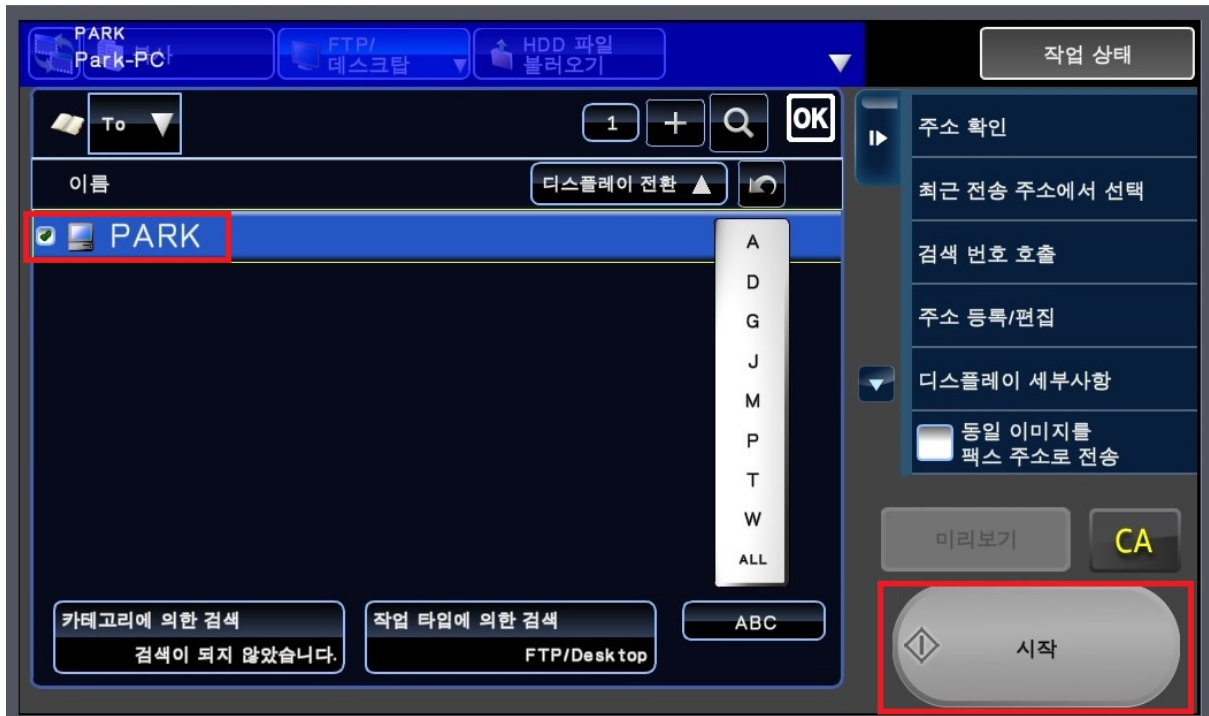 PARK
Park-PC
FTP/
데스크탑
HDD 파일
불러오기
작업 상태
To
1
OK
이름
디스플레이 전환
PARK
A
D
G
J
M
P
T
W
ALL
카테고리에 의한 검색
검색이 되지 않았습니다.
작업 타입에 의한 검색
FTP/Desktop
ABC
주소 확인
최근 전송 주소에서 선택
검색 번호 호출
주소 등록/편집
디스플레이 세부사항
동일 이미지를
팩스 주소로 전송
미리보기
CA
시작